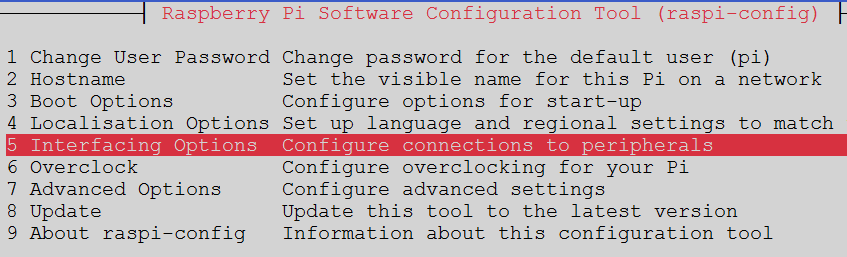 Raspberry Pi Software Configuration Tool (raspi-config)
1 Change User Password Change password for the default user (pi)
2 Hostname Set the visible name for this Pi on a network
3 Boot Options Configure options for start-up
4 Localisation Options Set up language and regional settings to match
5 Interfacing Options Configure connections to peripherals
6 Overclock Configure overclocking for your Pi
7 Advanced Options Configure advanced settings
8 Update Update this tool to the latest version
9 About raspi-config Information about this configuration tool